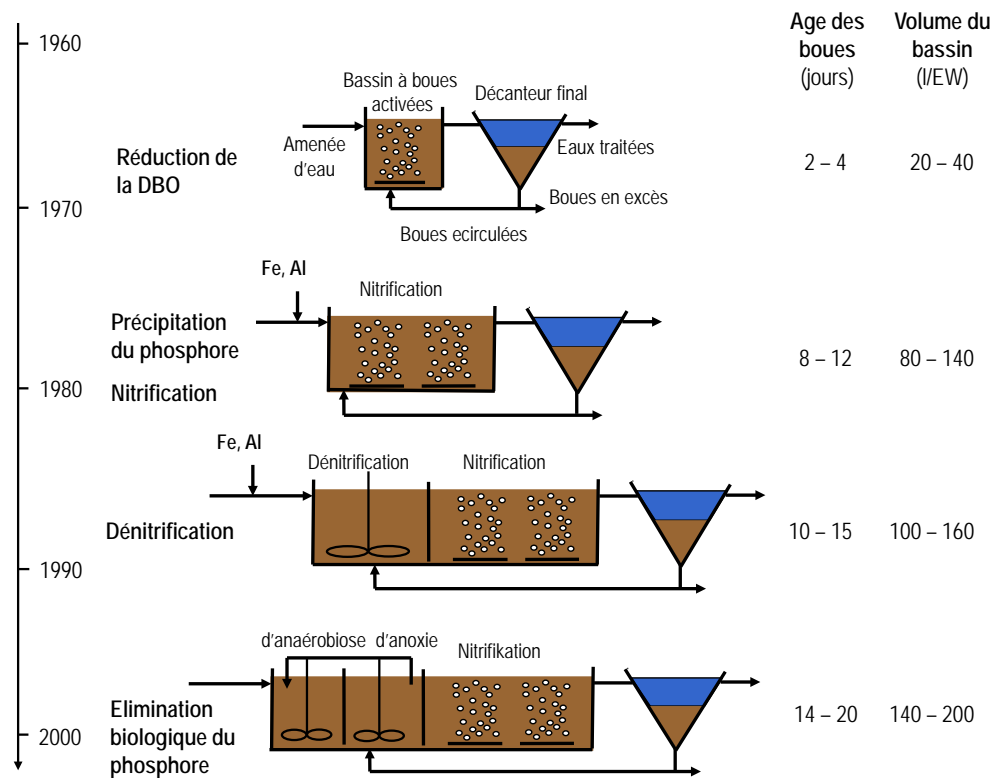 1960
Age des
boues
(jours)
Volume du
bassin
(l/EW)
Bassin à boues
activées
Décanteur final
Amenée
d'eau
Eaux traitées
Réduction de
la DBO
2 – 4
20 – 40
Boues en excès
1970
Boues ecirculées
Fe, Al
Nitrification
Précipitation
du phosphore
Nitrification
8 – 12
80 – 140
1980
Fe, Al
Dénitrification
Nitrification
Dénitrification
10 – 15
100 – 160
1990
d'anaérobiose
d'anoxie
Nitrifikation
Elimination
biologique du
phosphore
14 – 20
140 – 200
2000